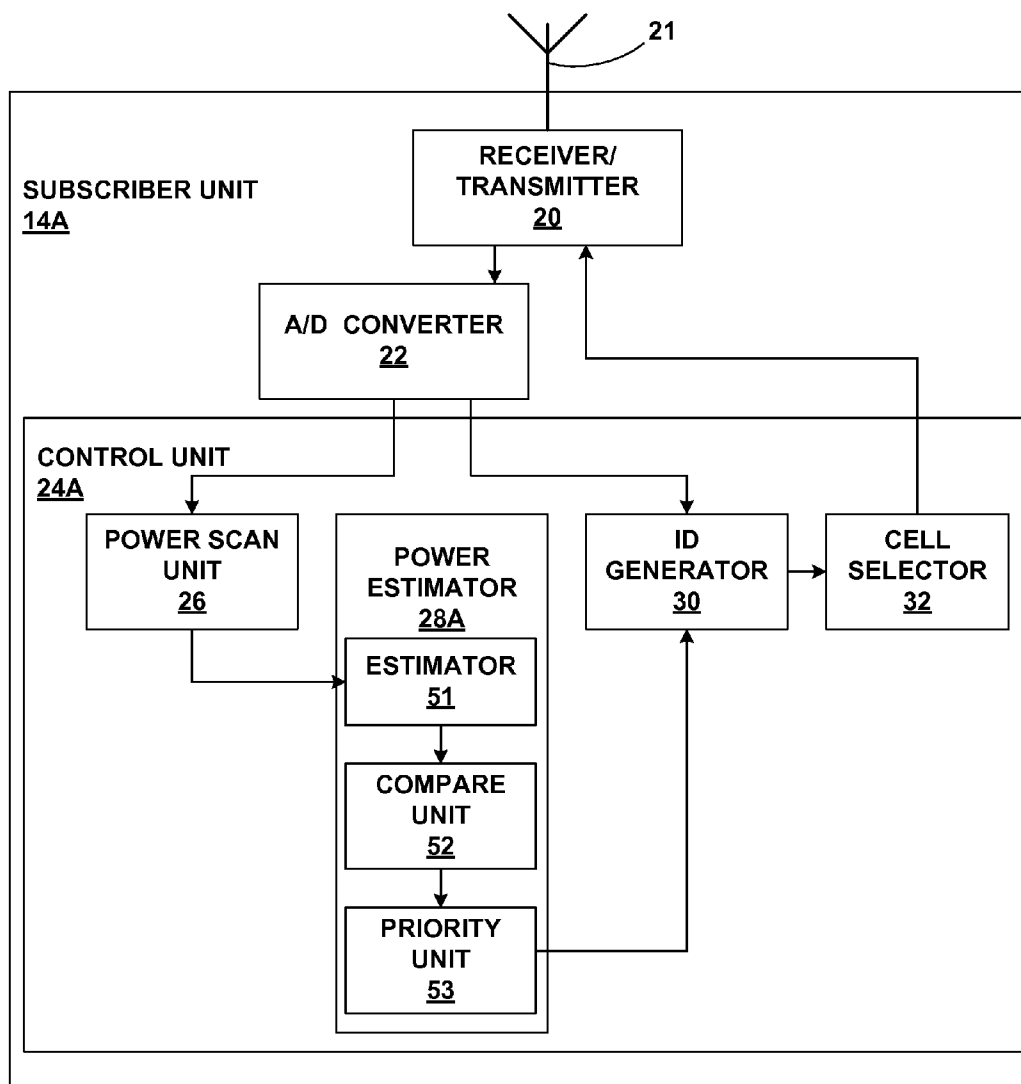 21
RECEIVER/
TRANSMITTER
20
SUBSCRIBER UNIT
14A
A/D CONVERTER
22
CONTROL UNIT
24A
POWER SCAN
UNIT
26
POWER
ESTIMATOR
28A
ESTIMATOR
51
COMPARE
UNIT
52
PRIORITY
UNIT
53
ID
GENERATOR
30
CELL
SELECTOR
32